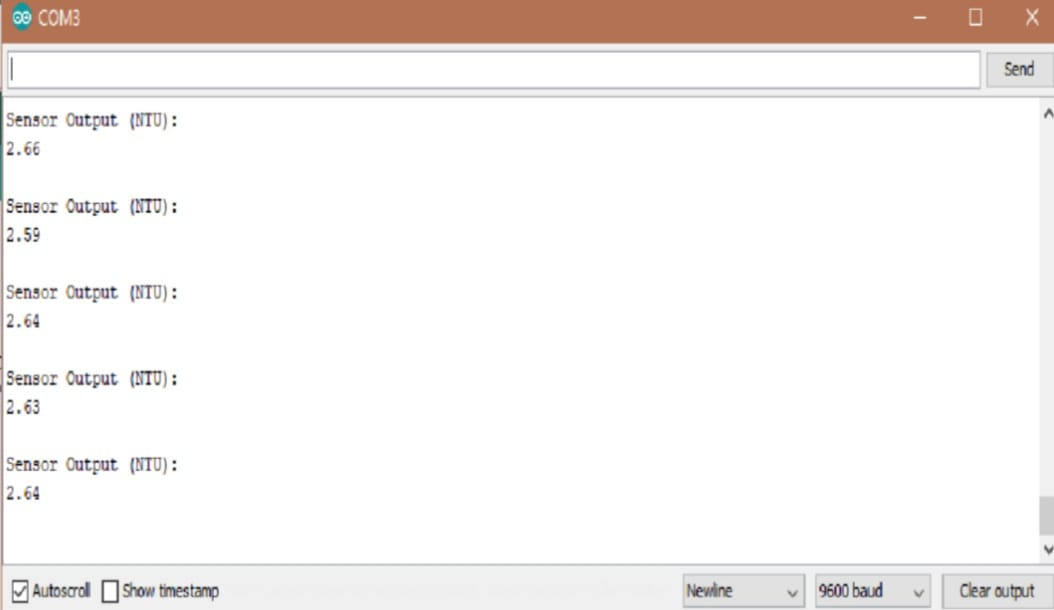 COM3
Send
Sensor Output (NTU):
2.66
Sensor Output (NTU):
2.59
Sensor Output (NTU):
2.64
Sensor Output (NTU):
2.63
Sensor Output (NTU):
2.64
Autoscroll Show timestamp Newline 9600 baud Clear output